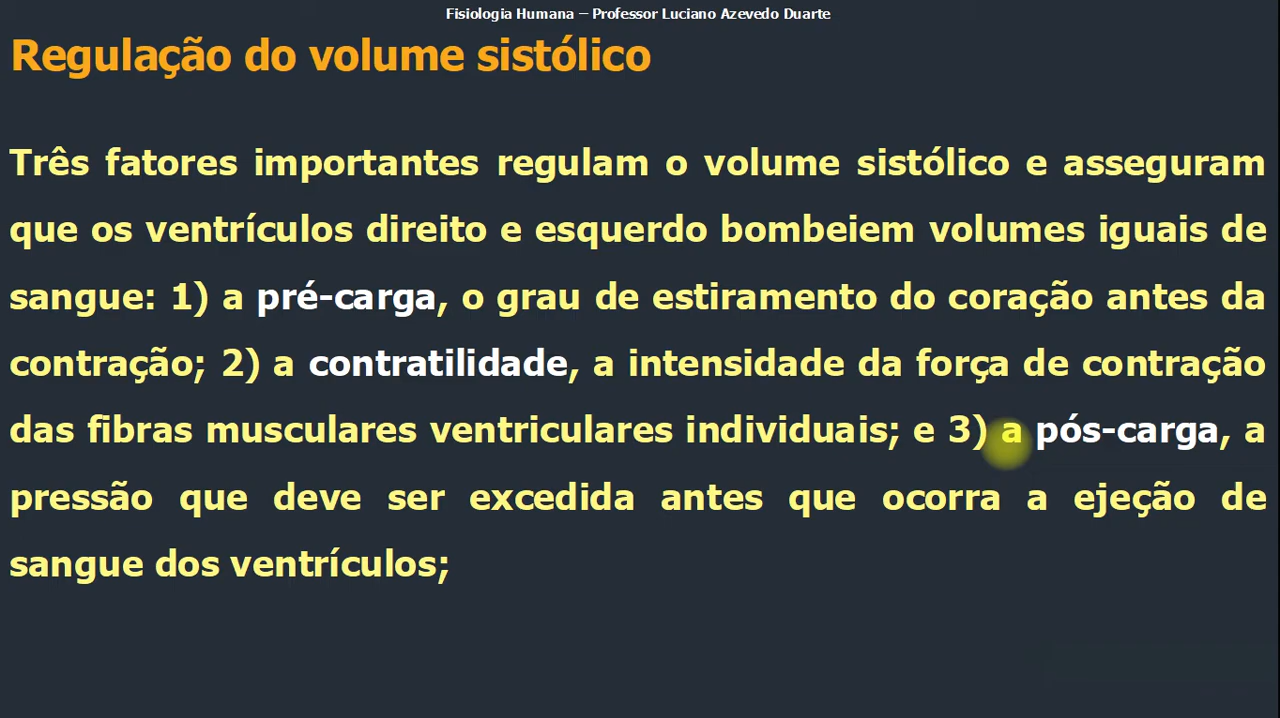 Fisiologia Humana – Professor Luciano Azevedo Duarte
Regulação do volume sistólico
Três fatores importantes regulam o volume sistólico e asseguram
que os ventrículos direito e esquerdo bombeiem volumes iguais de
sangue: 1) a pré-carga, o grau de estiramento do coração antes da
contração; 2) a contratilidade, a intensidade da força de contração
das fibras musculares ventriculares individuais; e 3) a pós-carga, a
pressão que deve ser excedida antes que ocorra a ejeção de
sangue dos ventrículos;